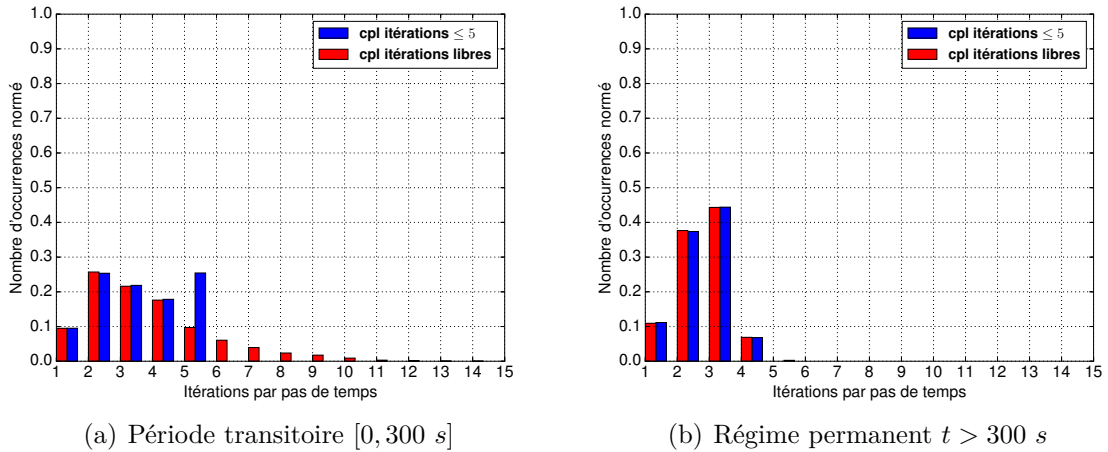 1.0
0.9
0.8
0.7
0.6
0.5
0.4
0.3
0.2
0.1
0.0
Nombre d'occurrences normé
cpl itérations ≤ 5
cpl itérations libres
1 2 3 4 5 6 7 8 9 10 11 12 13 14 15
Itérations par pas de temps
(a) Période transitoire [0, 300 s]
1.0
0.9
0.8
0.7
0.6
0.5
0.4
0.3
0.2
0.1
0.0
Nombre d'occurrences normé
cpl itérations ≤ 5
cpl itérations libres
1 2 3 4 5 6 7 8 9 10 11 12 13 14 15
Itérations par pas de temps
(b) Régime permanent t > 300 s